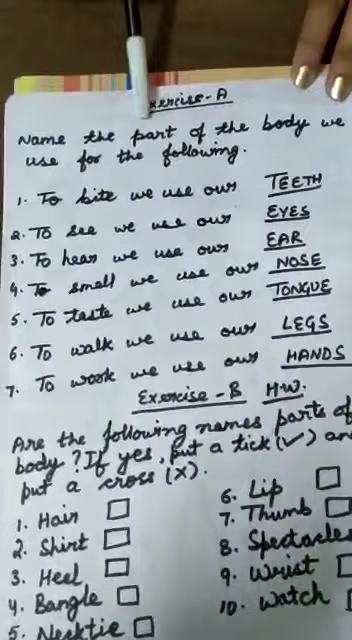 Exercise-A
Name the part of the body we
use for the following.
1. To bite we use our TEETH
2. To see we use our EYES
3. To hear we use our EAR
4. To smell we use our NOSE
5. To taste we use our TONGUE
6. To walk we use our LEGS
7. To work we use our HANDS
Exercise-B H.W.
Are the following names parts of
body? If yes, put a tick (✓) and
put a cross (x).
1. Hair
2. Shirt
3. Heel
4. Bangle
5. Necktie
6. Lip
7. Thumb
8. Spectacles
9. Wrist
10. Watch